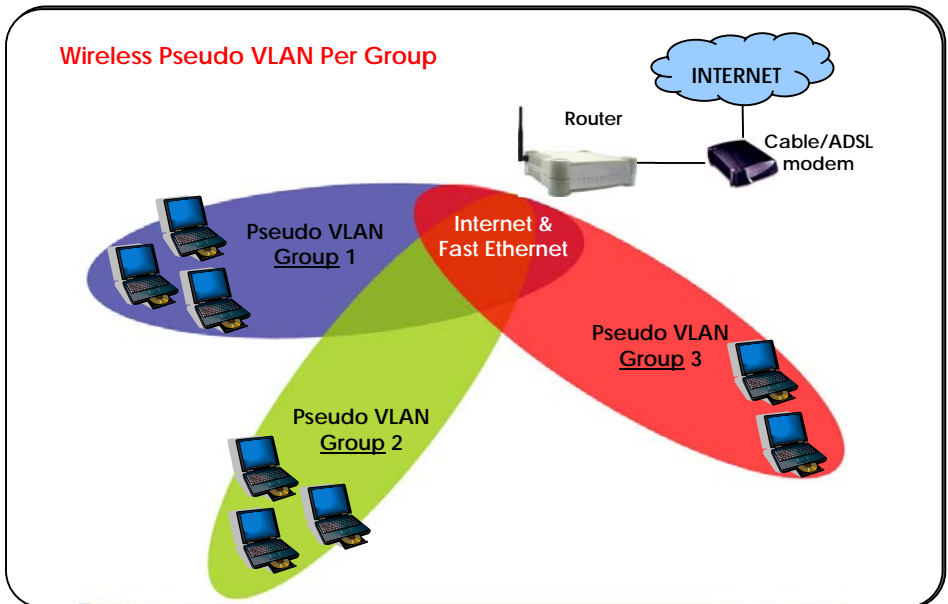 Wireless Pseudo VLAN Per Group
INTERNET
Router
Cable/ADSL
modem
Internet &
Fast Ethernet
Pseudo VLAN
Group 1
Pseudo VLAN
Group 3
Pseudo VLAN
Group 2